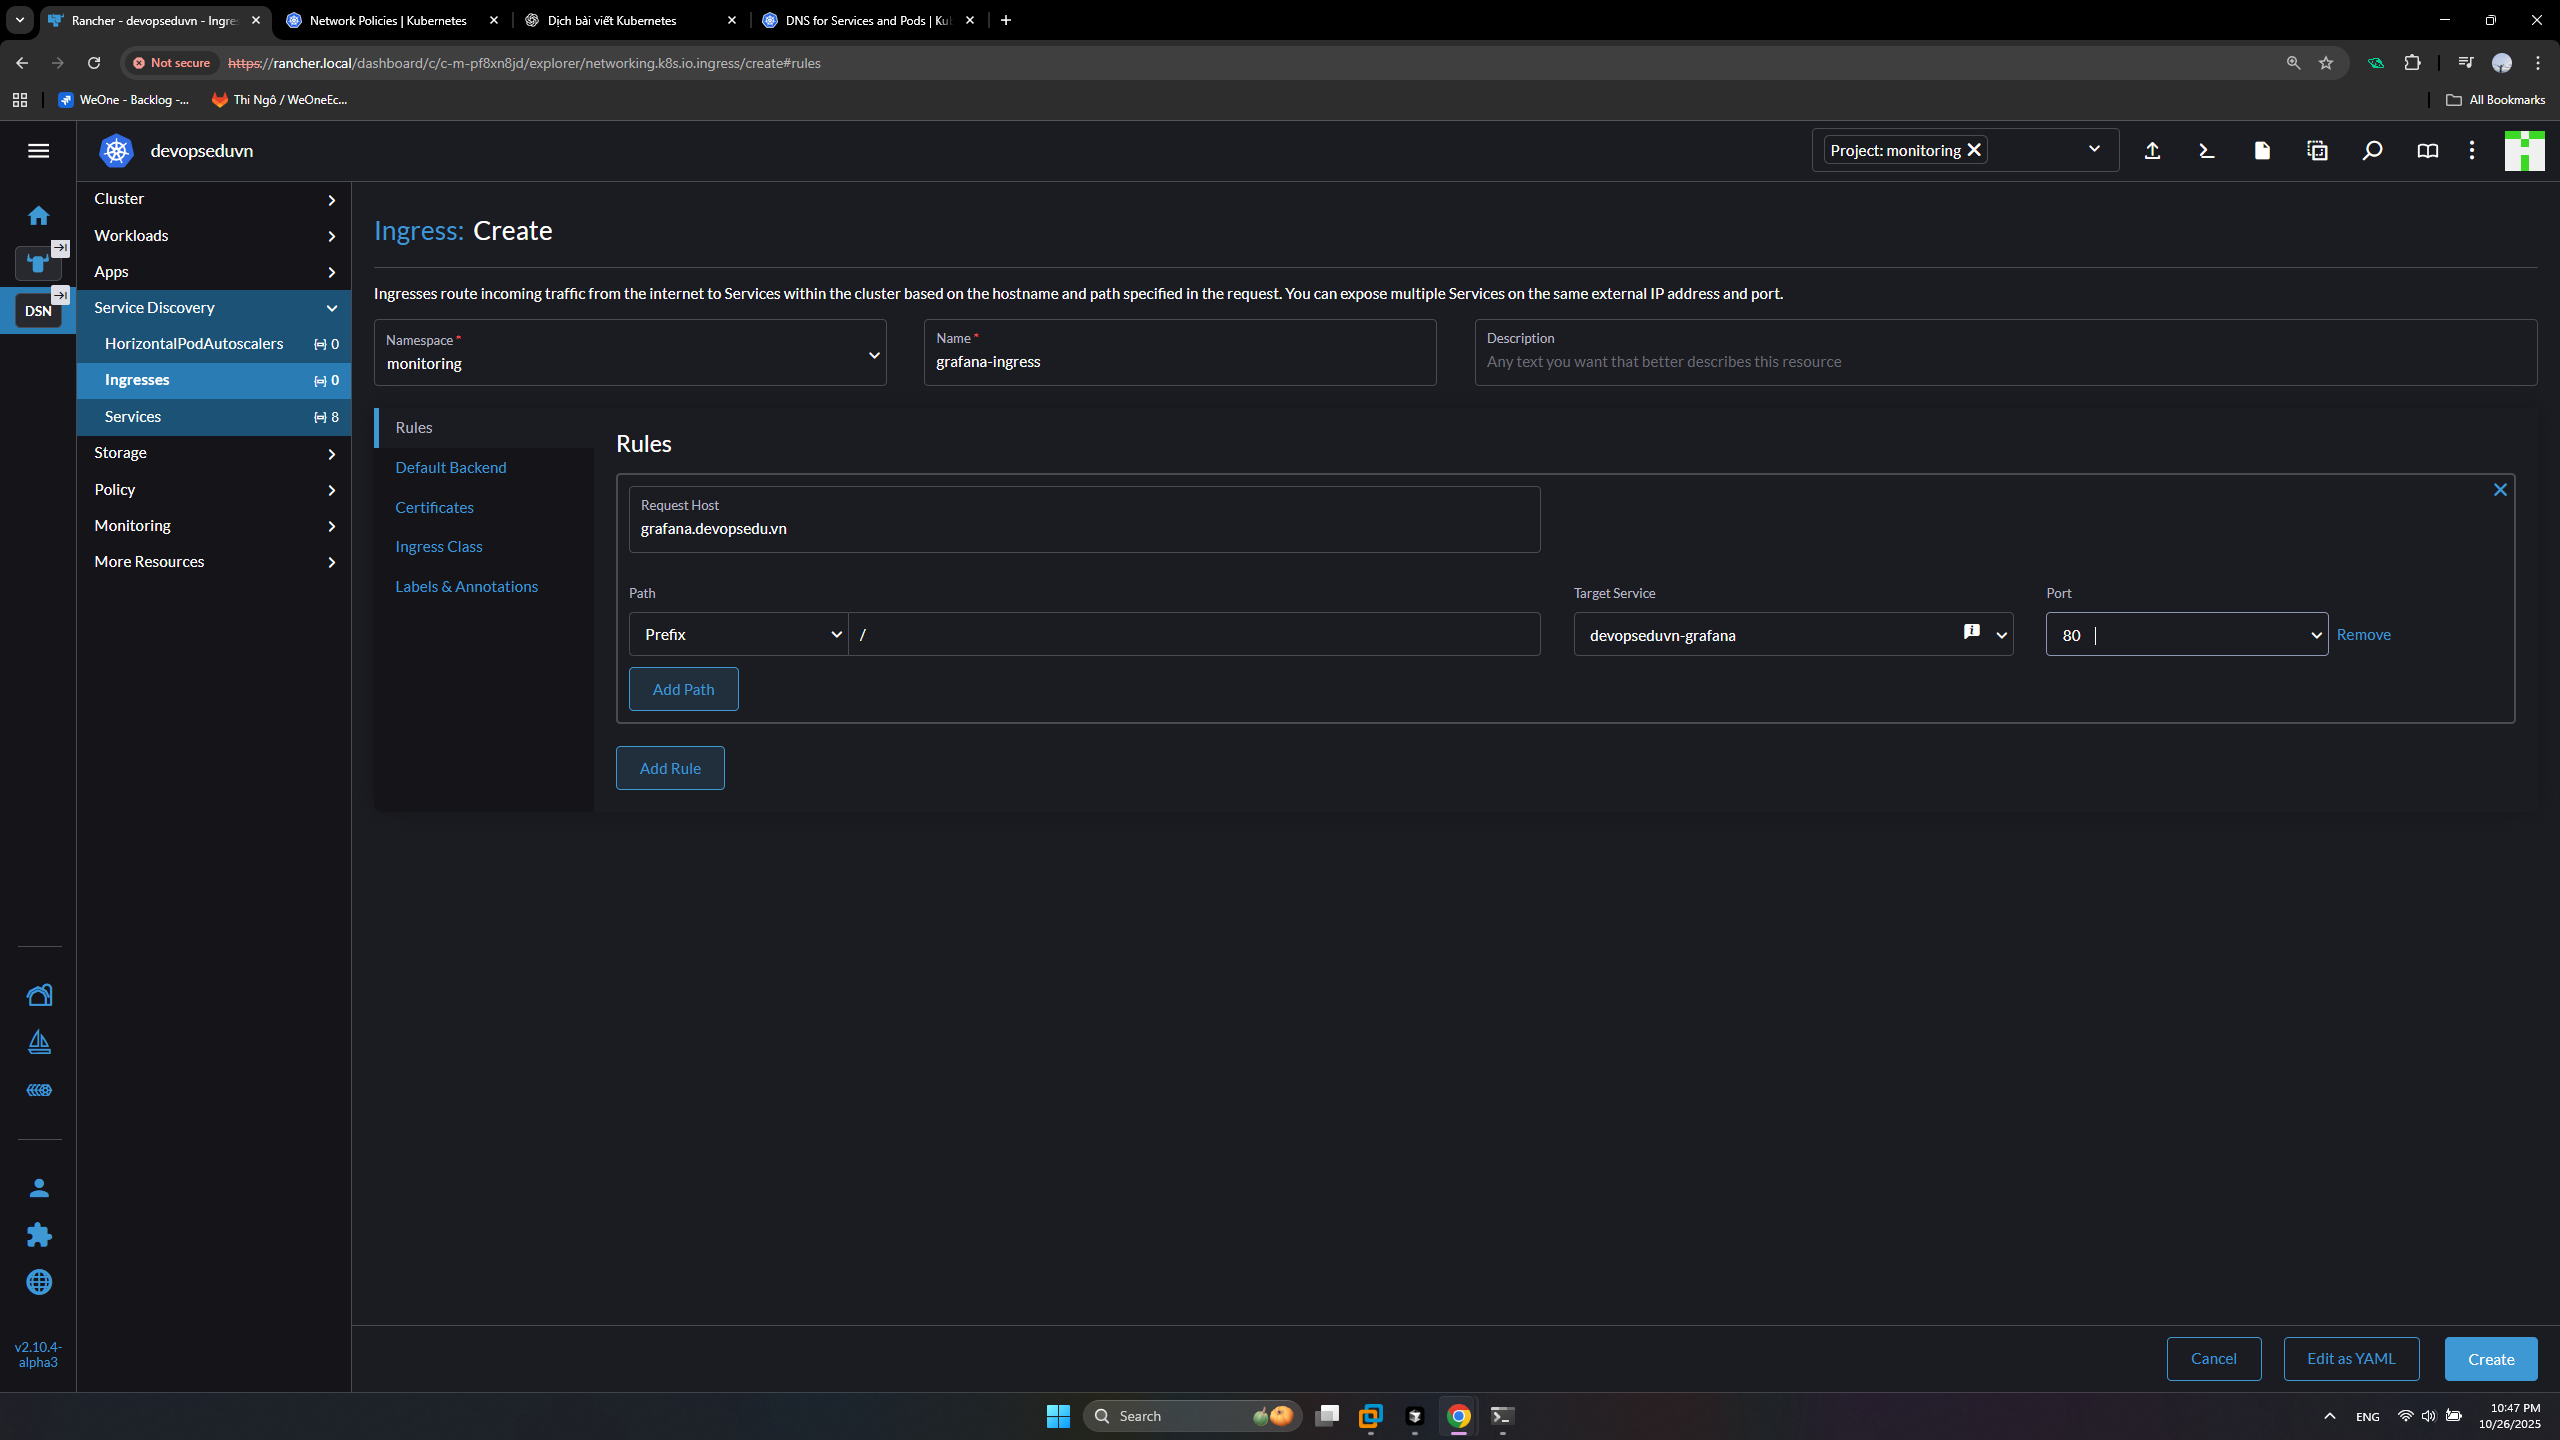 Rancher - devopseduvn - Ingre
Network Policies | Kubernetes
Dịch bài viết Kubernetes
DNS for Services and Pods | Ku
Not secure
https://rancher.local/dashboard/c/c-m-pf8xn8jd/explorer/networking.k8s.io.ingress/create#rules
WeOne - Backlog -...
Thi Ngô / WeOneEc...
All Bookmarks
devopseduvn
Project: monitoring
DSN
Cluster
Workloads
Apps
Service Discovery
HorizontalPodAutoscalers 0
Ingresses 0
Services 8
Storage
Policy
Monitoring
More Resources
v2.10.4-
alpha3
Ingress: Create
Ingresses route incoming traffic from the internet to Services within the cluster based on the hostname and path specified in the request. You can expose multiple Services on the same external IP address and port.
Namespace *
monitoring
Name *
grafana-ingress
Description
Any text you want that better describes this resource
Rules
Default Backend
Certificates
Ingress Class
Labels & Annotations
Rules
Request Host
grafana.devopsedu.vn
Path
Target Service
Port
Prefix
/
devopseduvn-grafana
80
Remove
Add Path
Add Rule
Cancel
Edit as YAML
Create
Search
ENG
10:47 PM
10/26/2025